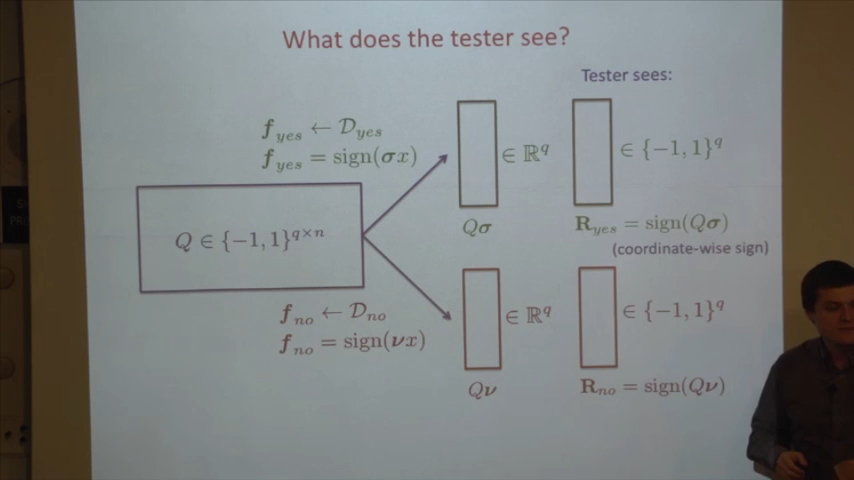 What does the tester see?
Tester sees:
f_yes ← D_yes
f_yes = sign(σx)
∈ ℝ^q
∈ {−1, 1}^q
Q ∈ {−1, 1}^{q×n}
Qσ
R_yes = sign(Qσ)
(coordinate-wise sign)
f_no ← D_no
f_no = sign(νx)
∈ ℝ^q
∈ {−1, 1}^q
Qν
R_no = sign(Qν)